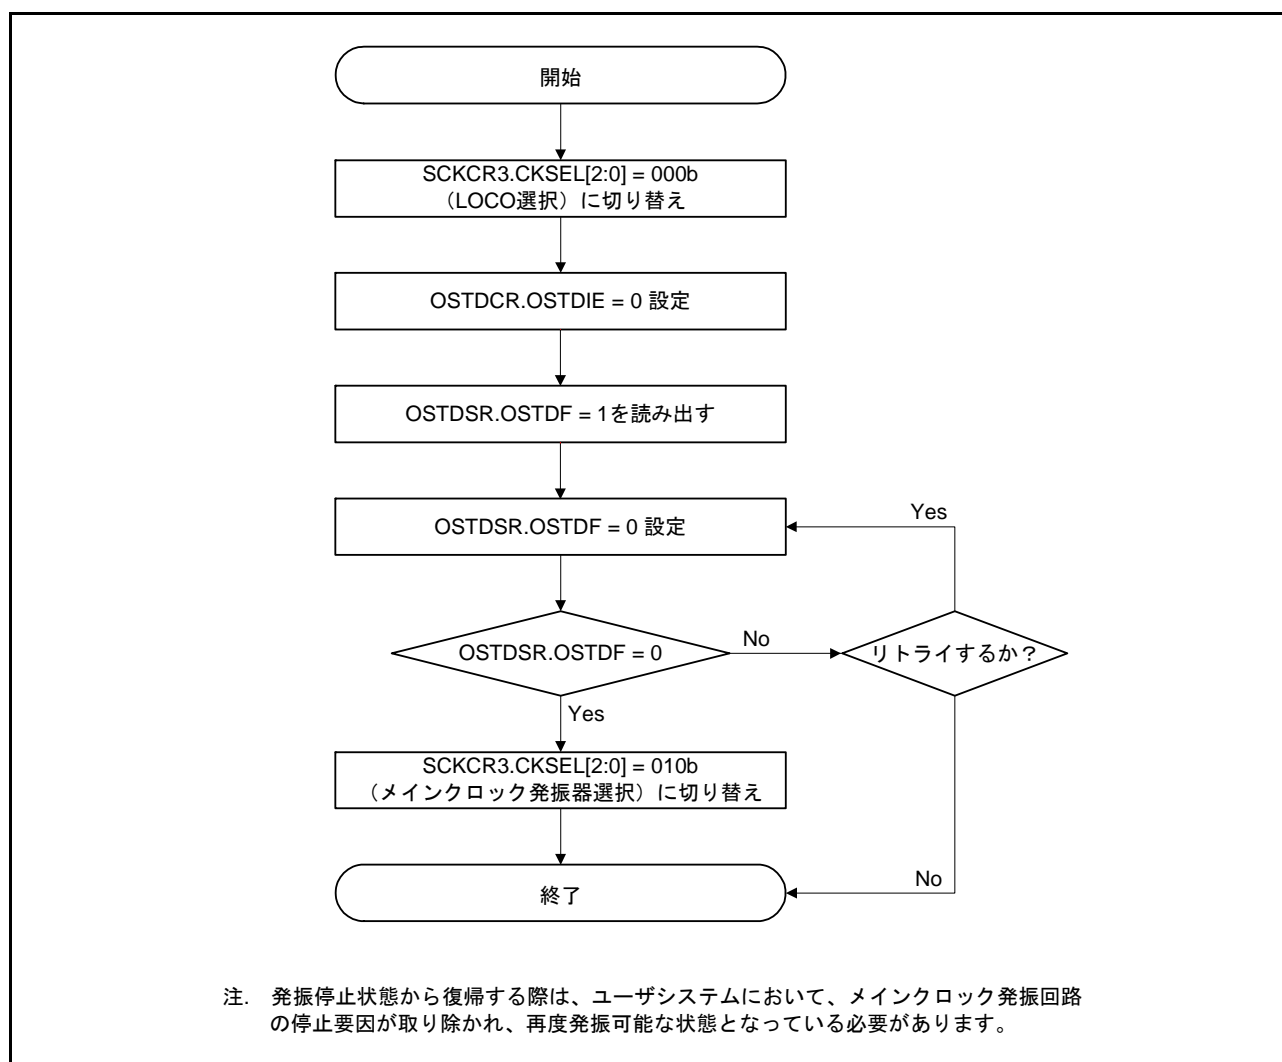 開始
SCKCR3.CKSEL[2:0] = 000b
（LOCO選択）に切り替え
OSTDCR.OSTDIE = 0 設定
OSTDSR.OSTDF = 1を読み出す
OSTDSR.OSTDF = 0 設定
Yes
OSTDSR.OSTDF = 0
No
リトライするか？
Yes
SCKCR3.CKSEL[2:0] = 010b
（メインクロック発振器選択）に切り替え
終了
No
注. 発振停止状態から復帰する際は、ユーザシステムにおいて、メインクロック発振回路
の停止要因が取り除かれ、再度発振可能な状態となっている必要があります。